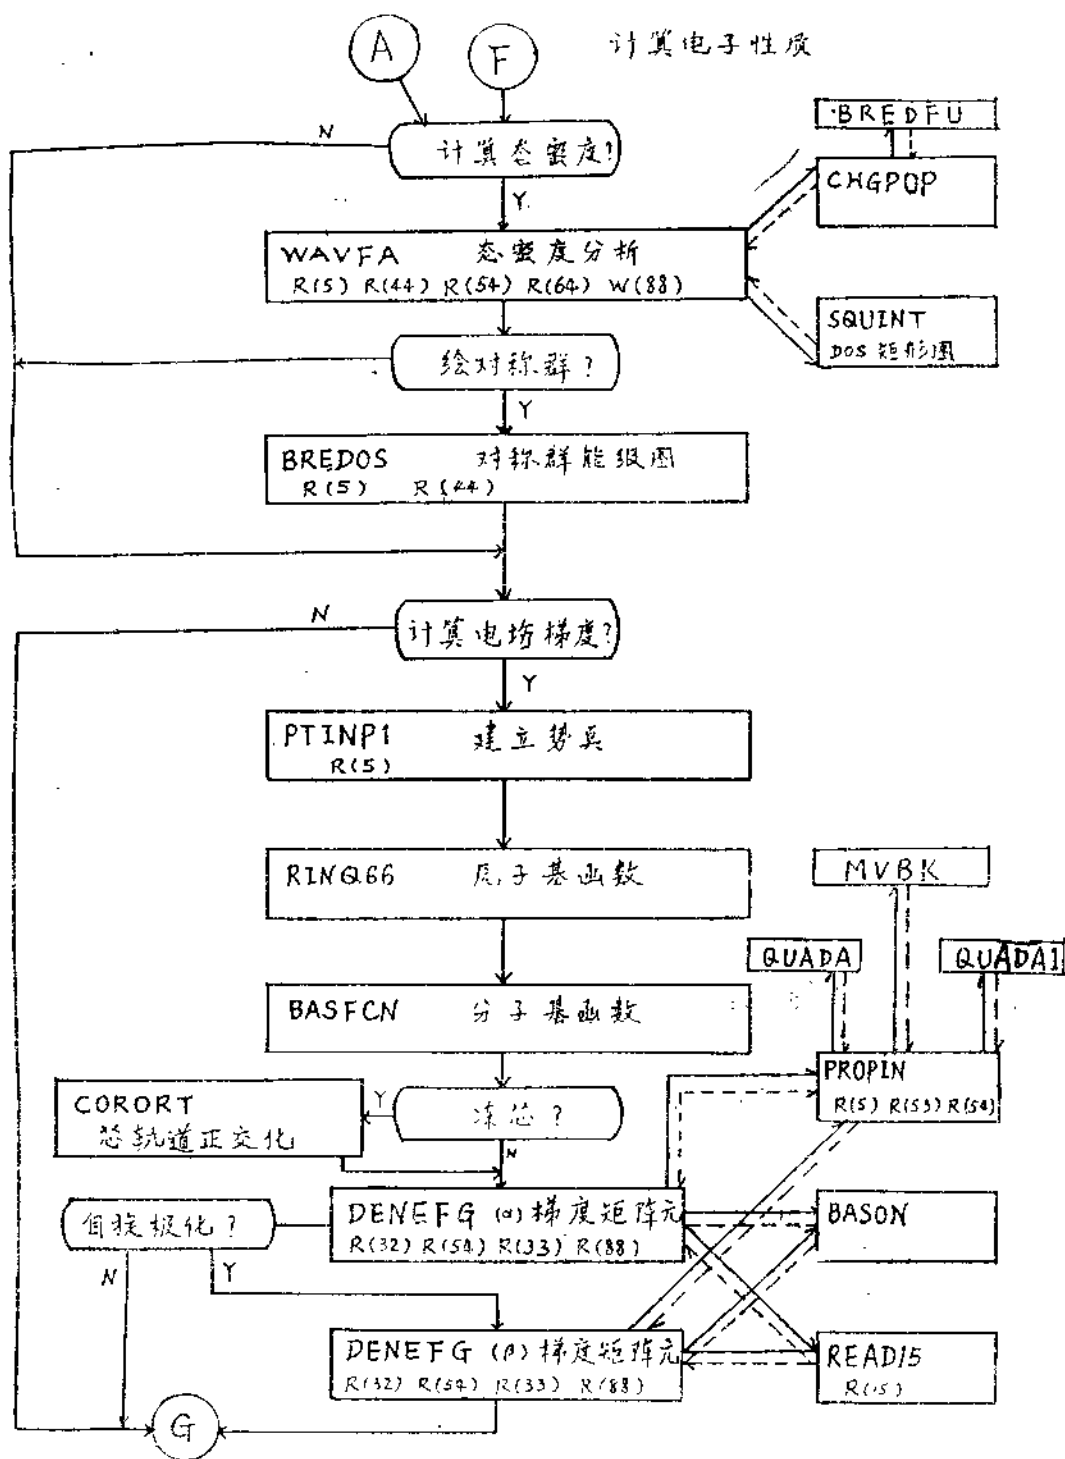 计算电子性质
A
F
N
计算态密度?
Y
BREDFU
CHGPOP
WAVFA 态密度分析
R(5) R(44) R(54) R(64) W(88)
SQUINT
DOS 矩形图
绘对称群?
Y
BREDOS 对称群能级图
R(5) R(44)
N
计算电场梯度?
Y
PTINP1 建立势矩
R(5)
RINQ66 原子基函数
MVBK
QUADA
QUADAI
BASFCN 分子基函数
PROPIN
R(5) R(53) R(54)
CORORT
芯轨道正交化
Y
冻芯?
N
自旋极化?
DENEFG (α) 梯度矩阵元
R(32) R(54) R(33) R(88)
BASON
N
Y
DENEFG (β) 梯度矩阵元
R(32) R(54) R(33) R(88)
READ15
R(15)
G